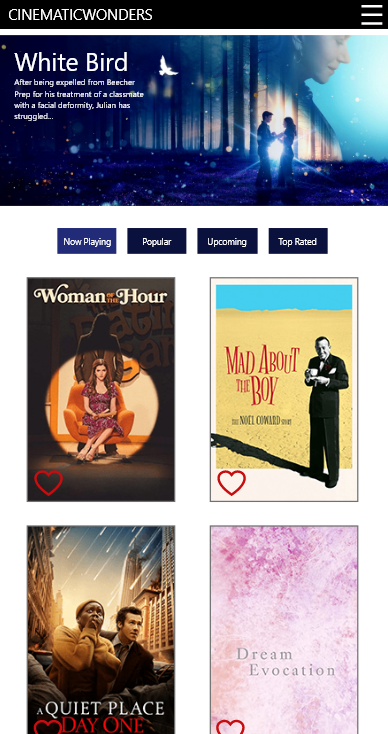 CINEMATICWONDERS
White Bird
After being expelled from Beecher
Prep for his treatment of a classmate
with a facial deformity, Julian has
struggled...
Now Playing
Popular
Upcoming
Top Rated
WOMAN OF THE HOUR
MAD ABOUT
THE BOY
THE NOËL COWARD STORY
A QUIET PLACE
DAY ONE
Dream
Evocation